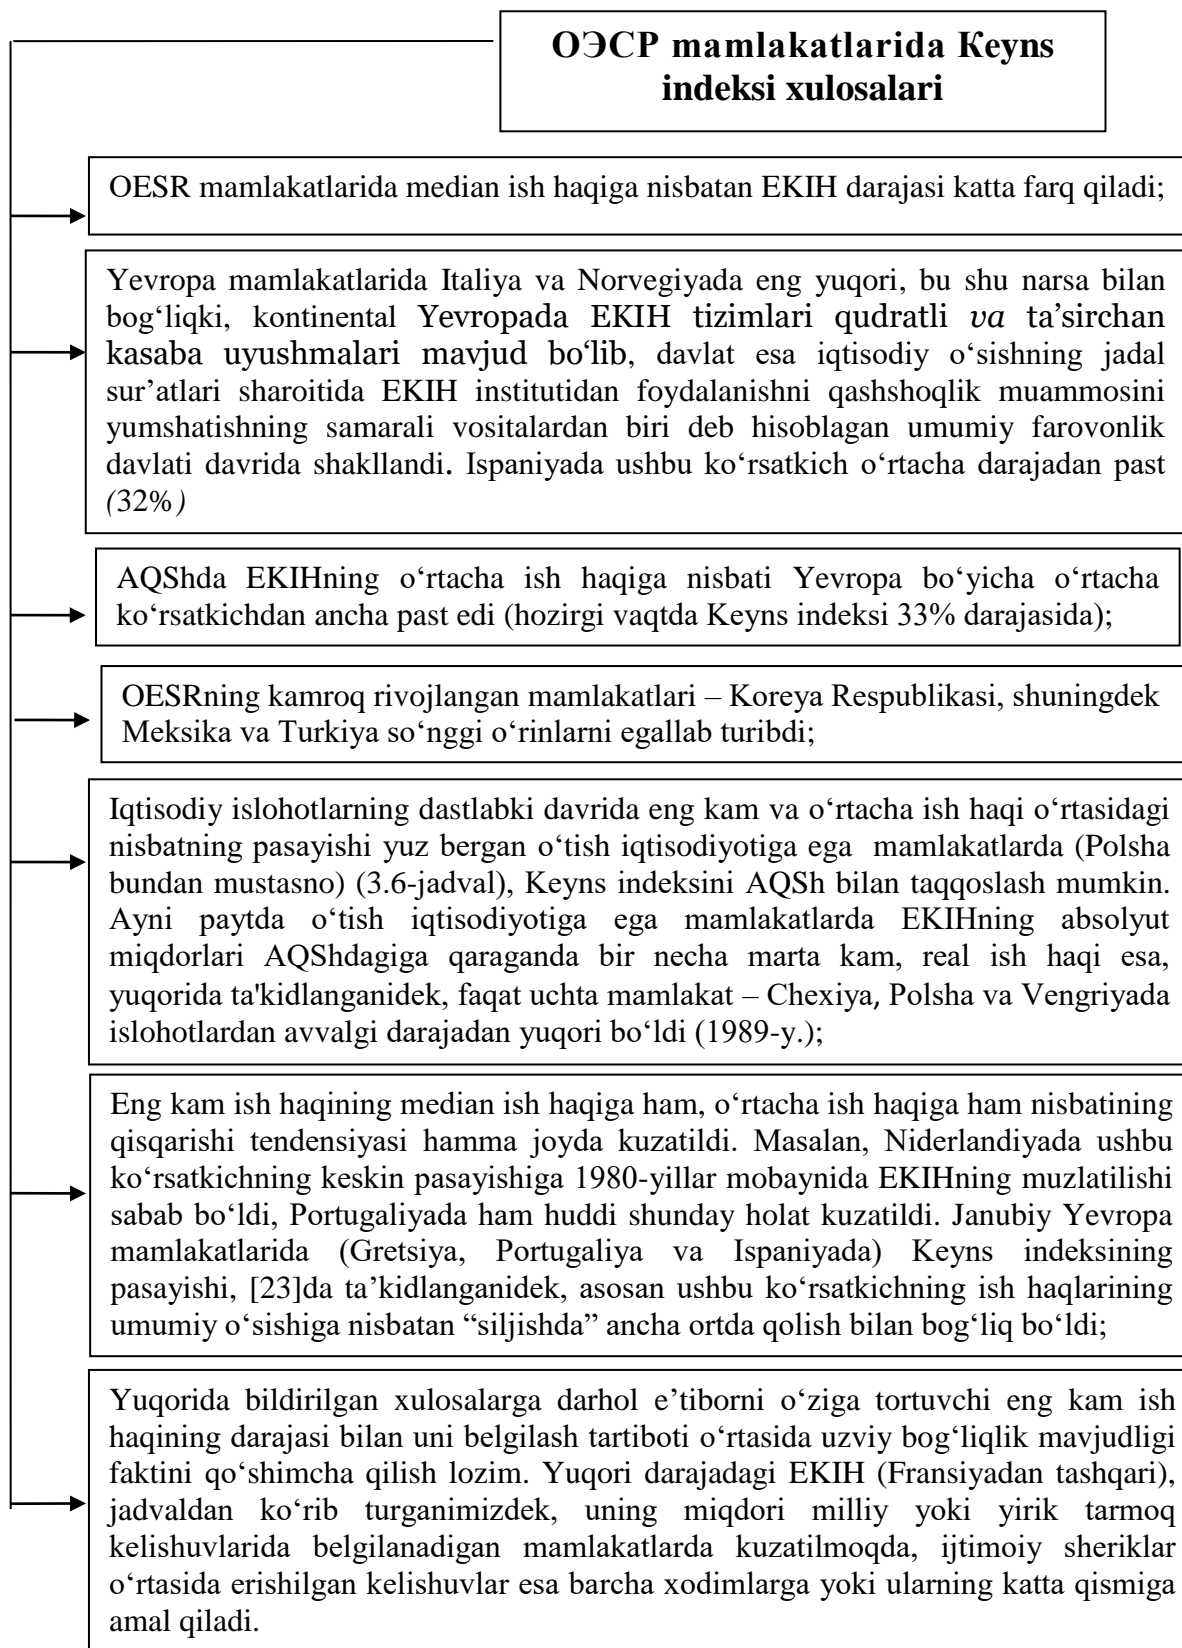 ОЭСР mamlakatlarida Keyns
indeksi xulosalari
OESR mamlakatlarida median ish haqiga nisbatan EKIH darajasi katta farq qiladi;
Yevropa mamlakatlarida Italiya va Norvegiyada eng yuqori, bu shu narsa bilan
bog‘liqki, kontinental Yevropada EKIH tizimlari qudratli va ta’sirchan
kasaba uyushmalari mavjud bo‘lib, davlat esa iqtisodiy o‘sishning jadal
sur’atlari sharoitida EKIH institutidan foydalanishni qashshoqlik muammosini
yumshatishning samarali vositalardan biri deb hisoblagan umumiy farovonlik
davlati davrida shakllandi. Ispaniyada ushbu ko‘rsatkich o‘rtacha darajadan past
(32%)
AQShda EKIHning o‘rtacha ish haqiga nisbati Yevropa bo‘yicha o‘rtacha
ko‘rsatkichdan ancha past edi (hozirgi vaqtda Keyns indeksi 33% darajasida);
OESRning kamroq rivojlangan mamlakatlari – Koreya Respublikasi, shuningdek
Meksika va Turkiya so‘nggi o‘rinlarni egallab turibdi;
Iqtisodiy islohotlarning dastlabki davrida eng kam va o‘rtacha ish haqi o‘rtasidagi
nisbatning pasayishi yuz bergan o‘tish iqtisodiyotiga ega mamlakatlarda (Polsha
bundan mustasno) (3.6-jadval), Keyns indeksini AQSh bilan taqqoslash mumkin.
Ayni paytda o‘tish iqtisodiyotiga ega mamlakatlarda EKIHning absolyut
miqdorlari AQShdagiga qaraganda bir necha marta kam, real ish haqi esa,
yuqorida ta'kidlanganidek, faqat uchta mamlakat – Chexiya, Polsha va Vengriyada
islohotlardan avvalgi darajadan yuqori bo‘ldi (1989-y.);
Eng kam ish haqining median ish haqiga ham, o‘rtacha ish haqiga ham nisbatining
qisqarishi tendensiyasi hamma joyda kuzatildi. Masalan, Niderlandiyada ushbu
ko‘rsatkichning keskin pasayishiga 1980-yillar mobaynida EKIHning muzlatilishi
sabab bo‘ldi, Portugaliyada ham huddi shunday holat kuzatildi. Janubiy Yevropa
mamlakatlarida (Gretsiya, Portugaliya va Ispaniyada) Keyns indeksining
pasayishi, [23]da ta’kidlanganidek, asosan ushbu ko‘rsatkichning ish haqlarining
umumiy o‘sishiga nisbatan “siljishda” ancha ortda qolish bilan bog‘liq bo‘ldi;
Yuqorida bildirilgan xulosalarga darhol e’tiborni o‘ziga tortuvchi eng kam ish
haqining darajasi bilan uni belgilash tartiboti o‘rtasida uzviy bog‘liqlik mavjudligi
faktini qo‘shimcha qilish lozim. Yuqori darajadagi EKIH (Fransiyadan tashqari),
jadvaldan ko‘rib turganimizdek, uning miqdori milliy yoki yirik tarmoq
kelishuvlarida belgilanadigan mamlakatlarda kuzatilmoqda, ijtimoiy sheriklar
o‘rtasida erishilgan kelishuvlar esa barcha xodimlarga yoki ularning katta qismiga
amal qiladi.